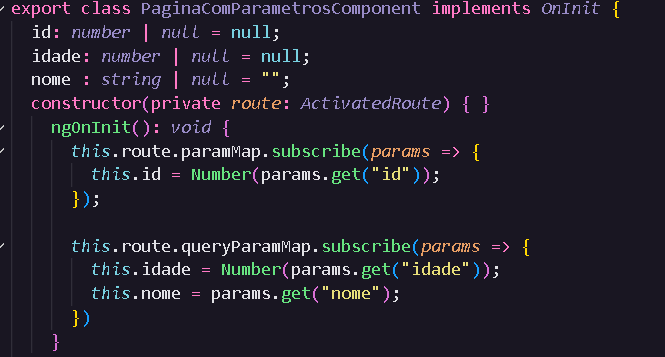 export class PaginaComParametrosComponent implements OnInit {
id: number | null = null;
idade: number | null = null;
nome : string | null = "";
constructor(private route: ActivatedRoute) { }
ngOnInit(): void {
this.route.paramMap.subscribe(params => {
this.id = Number(params.get("id"));
});
this.route.queryParamMap.subscribe(params => {
this.idade = Number(params.get("idade"));
this.nome = params.get("nome");
})
}